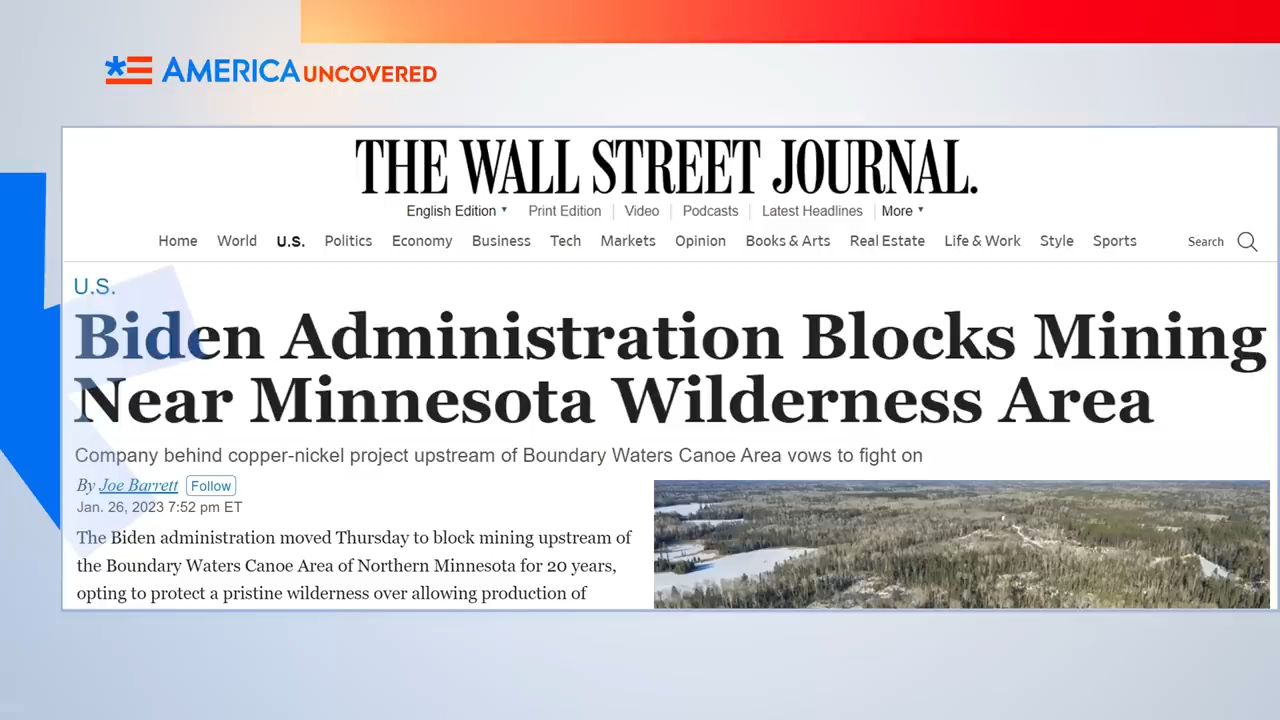 AMERICA UNCOVERED
THE WALL STREET JOURNAL.
English Edition Print Edition Video Podcasts Latest Headlines More
Home World U.S. Politics Economy Business Tech Markets Opinion Books & Arts Real Estate Life & Work Style Sports Search
U.S.
Biden Administration Blocks Mining
Near Minnesota Wilderness Area
Company behind copper-nickel project upstream of Boundary Waters Canoe Area vows to fight on
By Joe Barrett Follow
Jan. 26, 2023 7:52 pm ET
The Biden administration moved Thursday to block mining upstream of
the Boundary Waters Canoe Area of Northern Minnesota for 20 years,
opting to protect a pristine wilderness over allowing production of